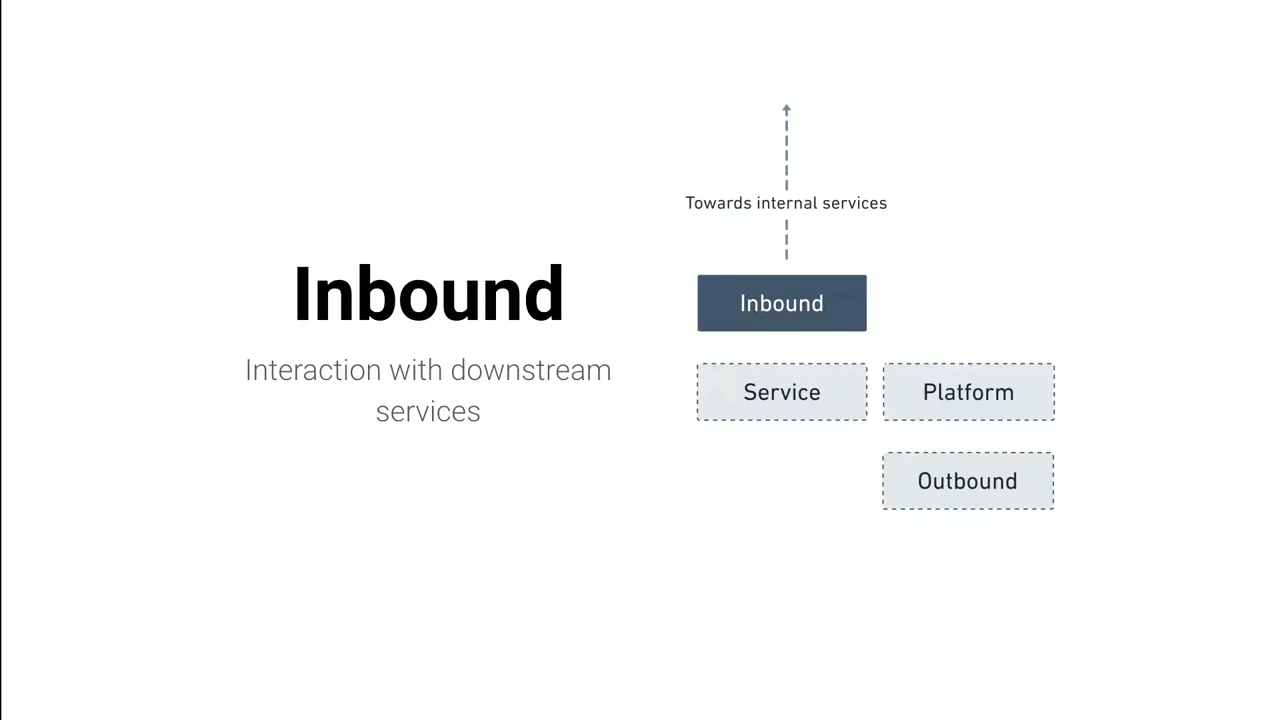 Inbound
Interaction with downstream
services
Towards internal services
Inbound
Service
Platform
Outbound